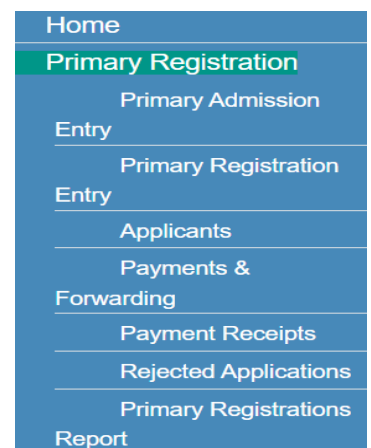 Home
Primary Registration
Primary Admission
Entry
Primary Registration
Entry
Applicants
Payments &
Forwarding
Payment Receipts
Rejected Applications
Primary Registrations
Report